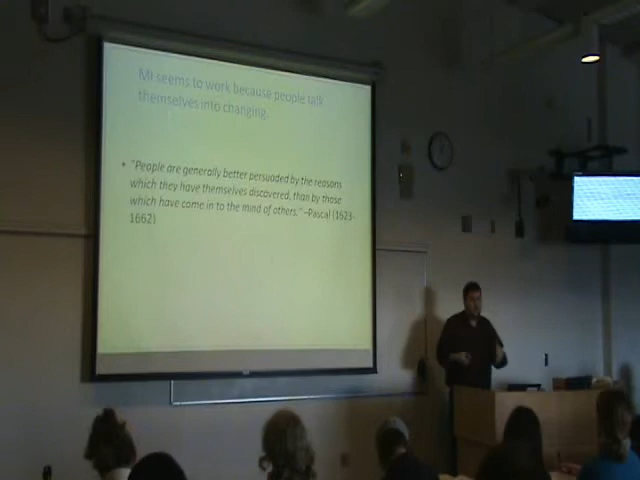 MI seems to work because people talk
themselves into changing.
• "People are generally better persuaded by the reasons
which they have themselves discovered, than by those
which have come in to the mind of others." –Pascal (1623-
1662)